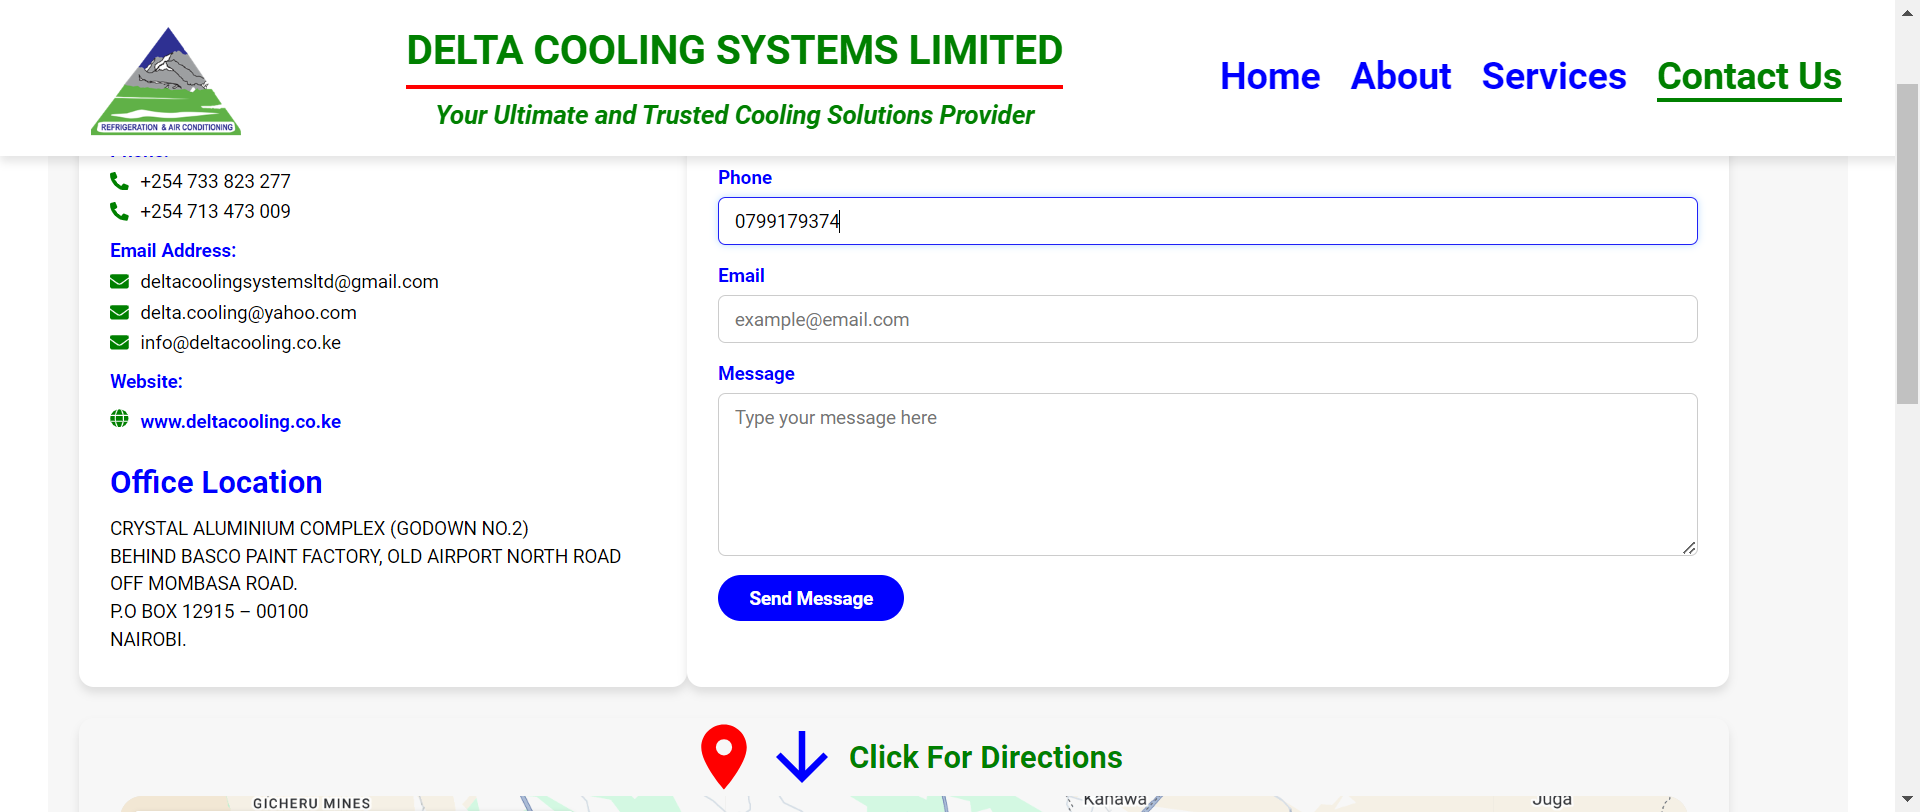 REFRIGERATION & AIR CONDITIONING
DELTA COOLING SYSTEMS LIMITED
Your Ultimate and Trusted Cooling Solutions Provider
Home About Services Contact Us
Phone:
+254 733 823 277
+254 713 473 009
Email Address:
deltacoolingsystemsltd@gmail.com
delta.cooling@yahoo.com
info@deltacooling.co.ke
Website:
www.deltacooling.co.ke
Office Location
CRYSTAL ALUMINIUM COMPLEX (GODOWN NO.2)
BEHIND BASCO PAINT FACTORY, OLD AIRPORT NORTH ROAD
OFF MOMBASA ROAD.
P.O BOX 12915 – 00100
NAIROBI.
Phone
0799179374
Email
example@email.com
Message
Type your message here
Send Message
Click For Directions
GICHERU MINES
Kanawa
Juga